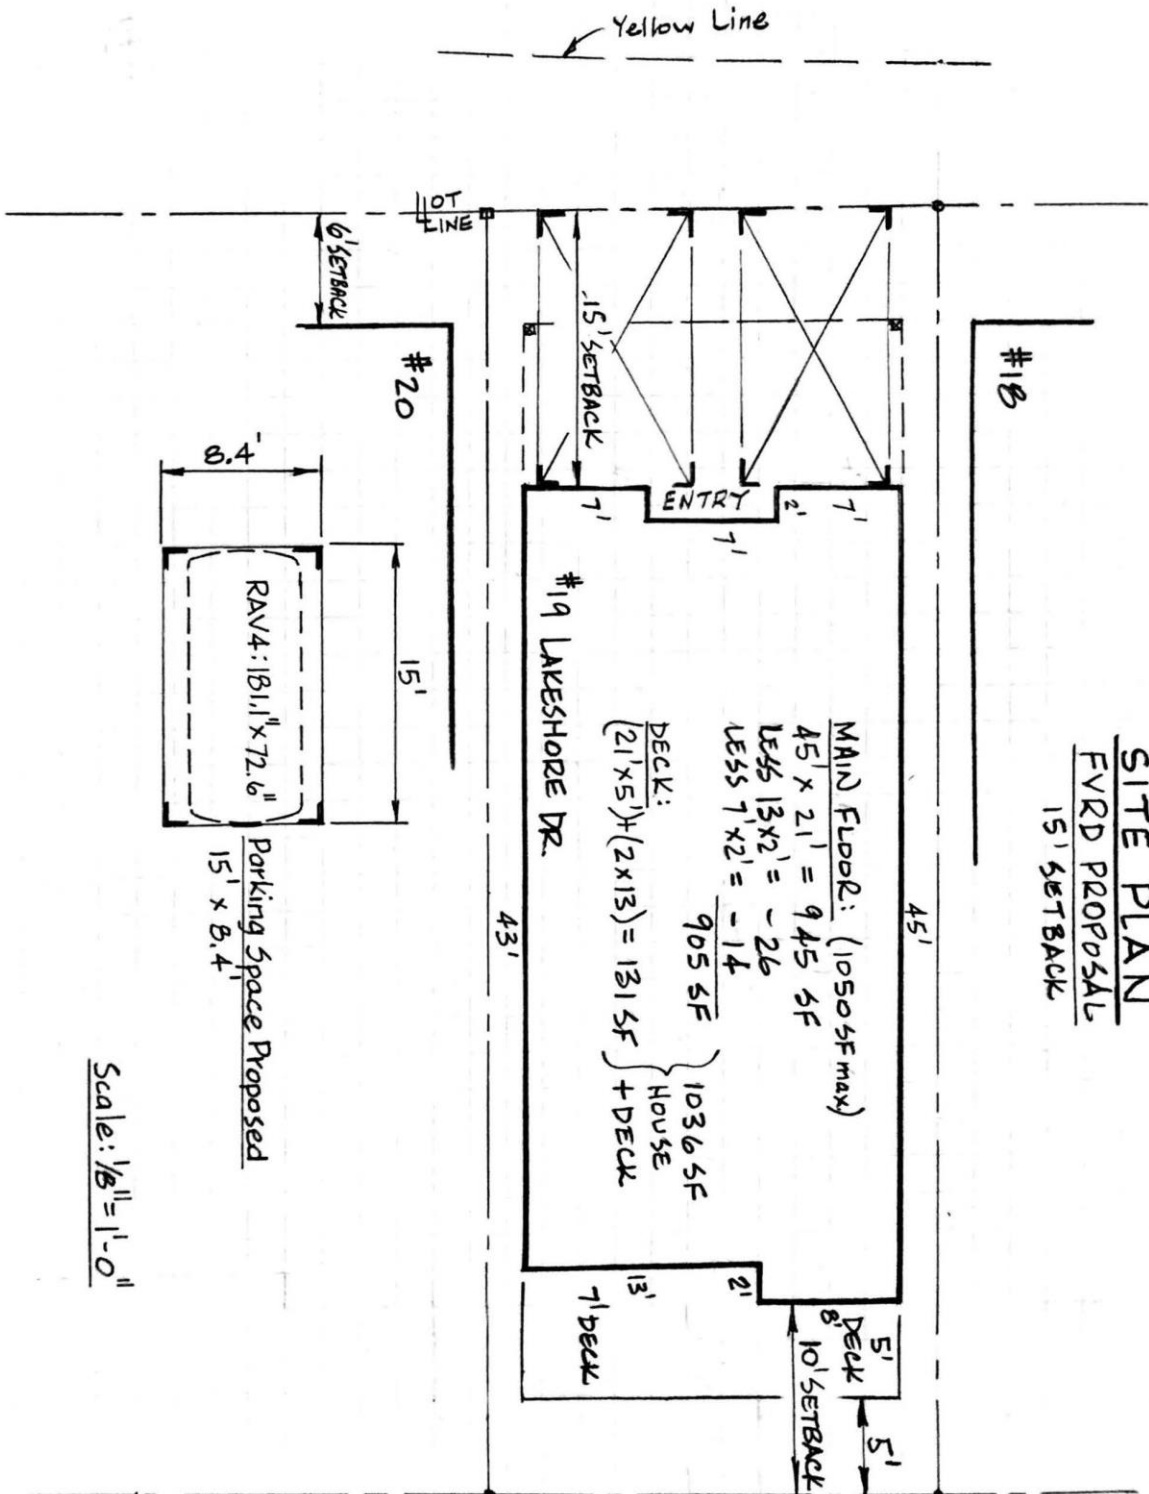 Yellow Line
LOT
LINE
6' SETBACK
15' SETBACK
#20
#18
8.4'
15'
RAV4: 181.1" x 72.6"
Parking Space Proposed
15' x 8.4'
Scale: 1/8" = 1'-0"
7'
ENTRY
2'
7'
7'
#19 LAKESHORE DR.
SITE PLAN
FVRD PROPOSAL
15' SETBACK
MAIN FLOOR: (1050 SF max)
45' x 21' = 945 SF
LESS 13x2' = - 26
LESS 7'x2' = - 14
905 SF
DECK:
(21'x5')+(2x13) = 131 SF
1036 SF
HOUSE
+ DECK
45'
43'
13'
2'
8'
7' DECK
5'
DECK
10' SETBACK
5'